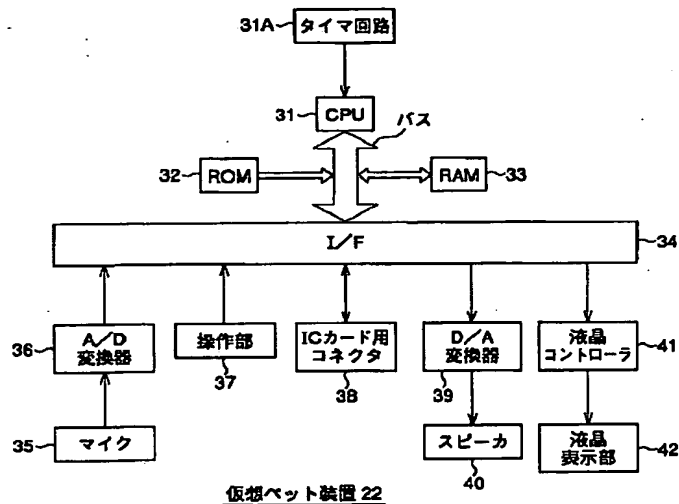 31A タイマ回路
31 CPU
バス
32 ROM
RAM 33
I/F 34
36 A/D
変換器
操作部
37
ICカード用
コネクタ
38
D/A
変換器
39
液晶
コントローラ
41
35 マイク
スピーカ
40
液晶
表示部
42
仮想ペット装置 22